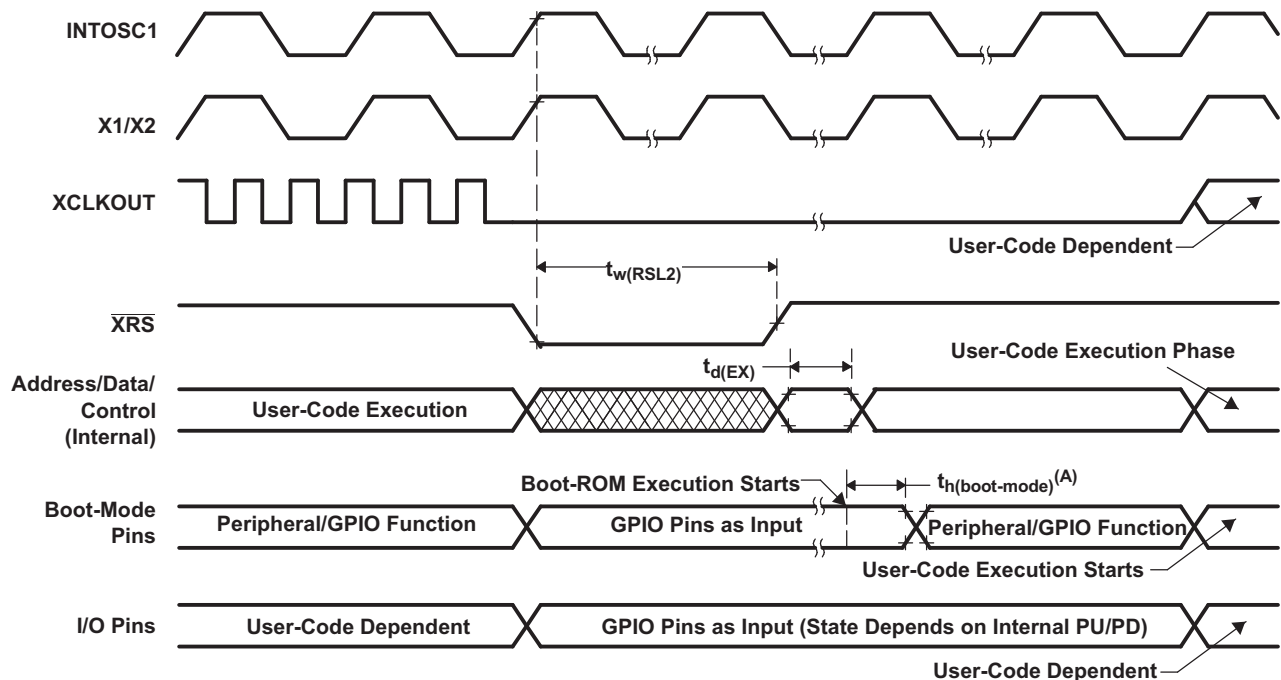 INTOSC1
X1/X2
XCLKOUT
User-Code Dependent
tw(RSL2)
XRS
User-Code Execution Phase
td(EX)
Address/Data/
Control
(Internal)
User-Code Execution
Boot-ROM Execution Starts
th(boot-mode)(A)
Boot-Mode
Pins
Peripheral/GPIO Function
GPIO Pins as Input
Peripheral/GPIO Function
User-Code Execution Starts
I/O Pins
User-Code Dependent
GPIO Pins as Input (State Depends on Internal PU/PD)
User-Code Dependent